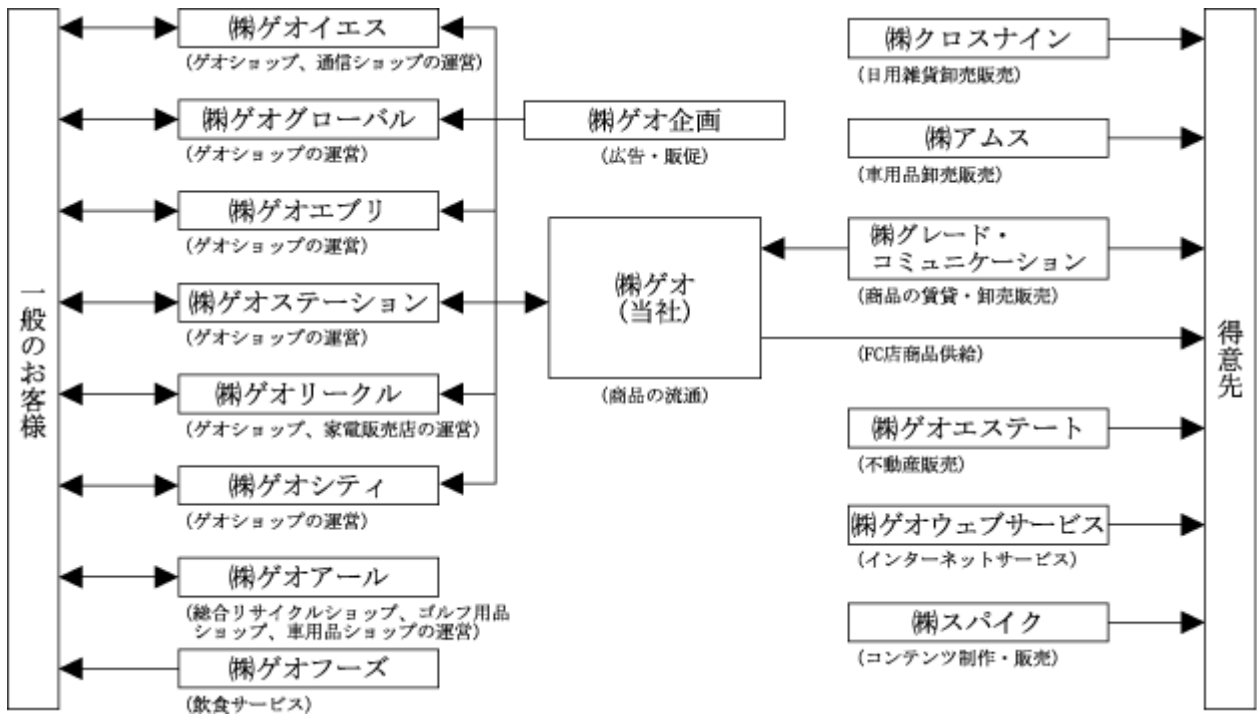 一般のお客様
㈱ゲオイエス
(ゲオショップ、通信ショップの運営)
㈱ゲオグローバル
(ゲオショップの運営)
㈱ゲオエブリ
(ゲオショップの運営)
㈱ゲオステーション
(ゲオショップの運営)
㈱ゲオリークル
(ゲオショップ、家電販売店の運営)
㈱ゲオシティ
(ゲオショップの運営)
㈱ゲオアール
(総合リサイクルショップ、ゴルフ用品
ショップ、車用品ショップの運営)
㈱ゲオフーズ
(飲食サービス)
㈱ゲオ企画
(広告・販促)
㈱ゲオ
(当社)
(商品の流通)
㈱クロスナイン
(日用雑貨卸売販売)
㈱アムス
(車用品卸売販売)
㈱グレード・
コミュニケーション
(商品の賃貸・卸売販売)
(FC店商品供給)
㈱ゲオエステート
(不動産販売)
㈱ゲオウェブサービス
(インターネットサービス)
㈱スパイク
(コンテンツ制作・販売)
得意先